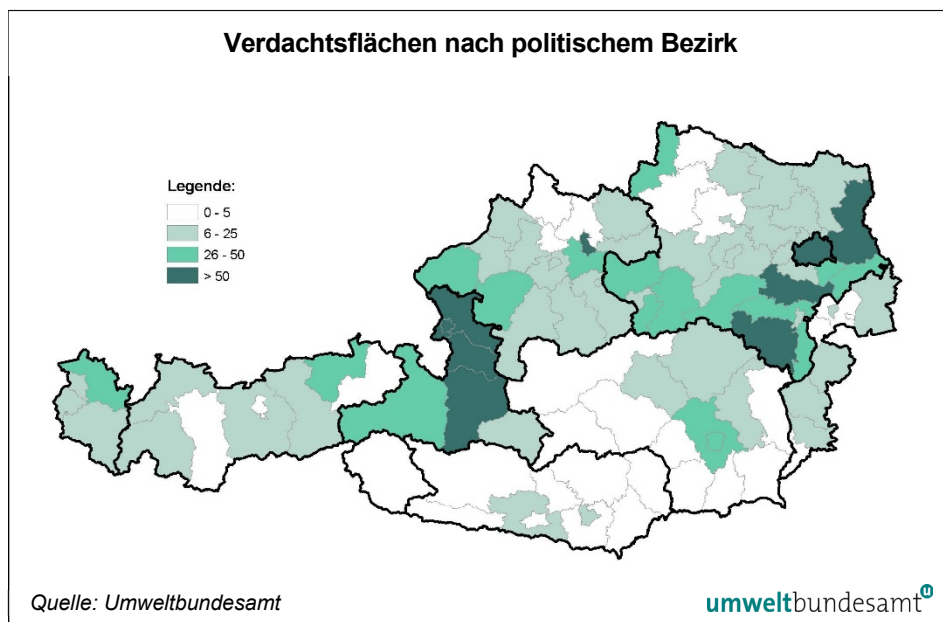 Verdachtsflächen nach politischem Bezirk
Legende:
0 - 5
6 - 25
26 - 50
> 50
Quelle: Umweltbundesamt
umweltbundesamt u